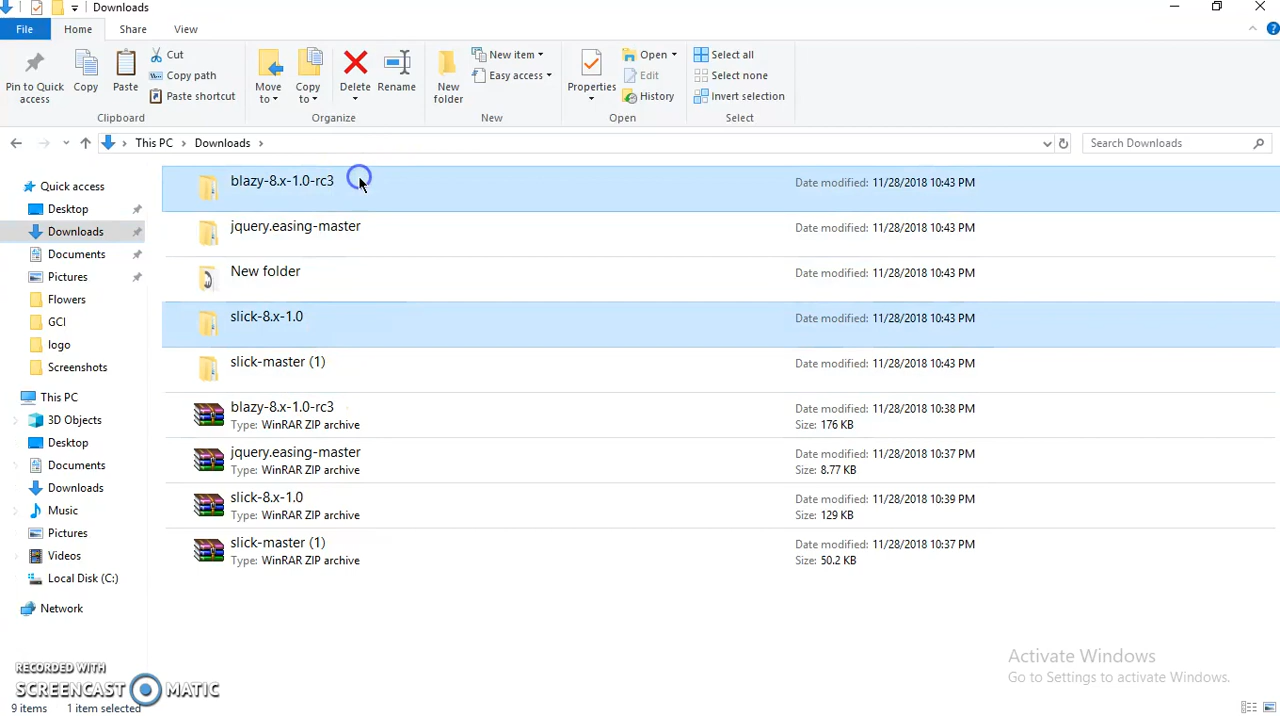 Downloads
File Home Share View
Pin to Quick access
Copy
Paste
Cut
Copy path
Paste shortcut
Clipboard
Move to
Copy to
Delete
Rename
Organize
New folder
New item
Easy access
New
Properties
Open
Edit
History
Open
Select all
Select none
Invert selection
Select
This PC Downloads
Search Downloads
Quick access
Desktop
Downloads
Documents
Pictures
Flowers
GCI
logo
Screenshots
This PC
3D Objects
Desktop
Documents
Downloads
Music
Pictures
Videos
Local Disk (C:)
Network
blazy-8.x-1.0-rc3 Date modified: 11/28/2018 10:43 PM
jquery.easing-master Date modified: 11/28/2018 10:43 PM
New folder Date modified: 11/28/2018 10:43 PM
slick-8.x-1.0 Date modified: 11/28/2018 10:43 PM
slick-master (1) Date modified: 11/28/2018 10:43 PM
blazy-8.x-1.0-rc3 Date modified: 11/28/2018 10:38 PM
Type: WinRAR ZIP archive Size: 176 KB
jquery.easing-master Date modified: 11/28/2018 10:37 PM
Type: WinRAR ZIP archive Size: 8.77 KB
slick-8.x-1.0 Date modified: 11/28/2018 10:39 PM
Type: WinRAR ZIP archive Size: 129 KB
slick-master (1) Date modified: 11/28/2018 10:37 PM
Type: WinRAR ZIP archive Size: 50.2 KB
Activate Windows
Go to Settings to activate Windows.
RECORDED WITH
SCREENCAST MATIC
9 items 1 item selected